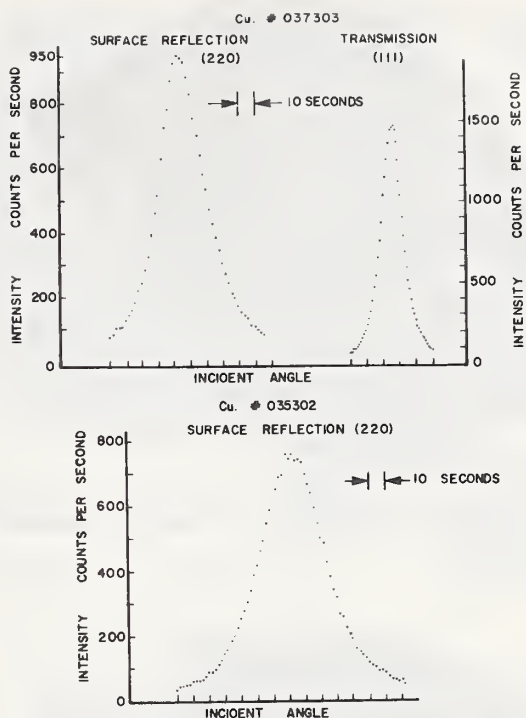 Cu. # 037303
SURFACE REFLECTION
(220)
TRANSMISSION
(111)
10 SECONDS
INTENSITY COUNTS PER SECOND
950
800
600
400
200
0
INTENSITY COUNTS PER SECOND
1500
1000
500
0
INCIDENT ANGLE
Cu. # 035302
SURFACE REFLECTION (220)
10 SECONDS
INTENSITY COUNTS PER SECOND
800
600
400
200
0
INCIDENT ANGLE